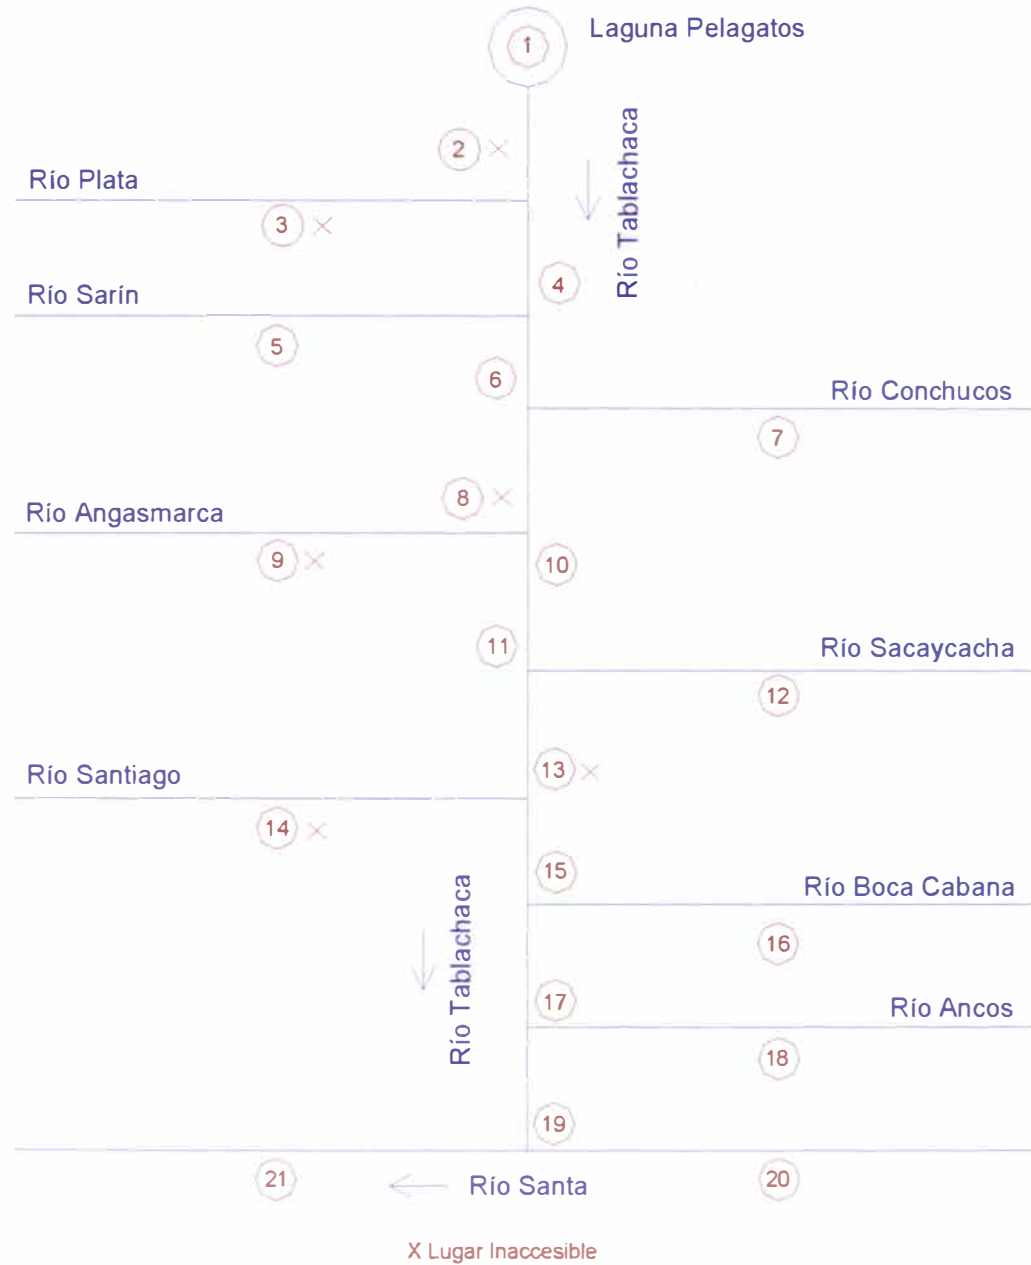 1
Laguna Pelagatos
2 X
Río Tablachaca
Río Plata
3 X
4
Río Sarín
5
6
Río Conchucos
7
8 X
Río Angasmarca
9 X
10
11
Río Sacaycacha
12
13 X
Río Santiago
14 X
15
Río Boca Cabana
Río Tablachaca
16
17
Río Ancos
18
19
21
Río Santa
20
X Lugar Inaccesible